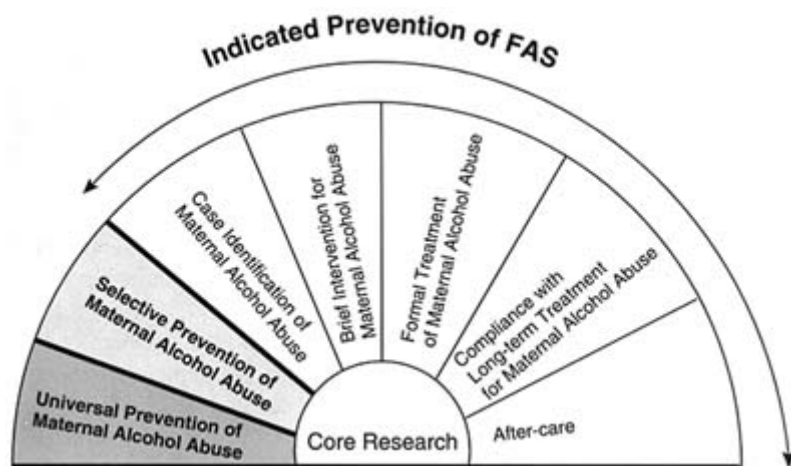 Indicated Prevention of FAS
Universal Prevention of
Maternal Alcohol Abuse
Selective Prevention of
Maternal Alcohol Abuse
Case Identification of
Maternal Alcohol Abuse
Brief Intervention for
Maternal Alcohol Abuse
Formal Treatment
of Maternal Alcohol Abuse
Compliance with
Long-term Treatment
for Maternal Alcohol Abuse
After-care
Core Research